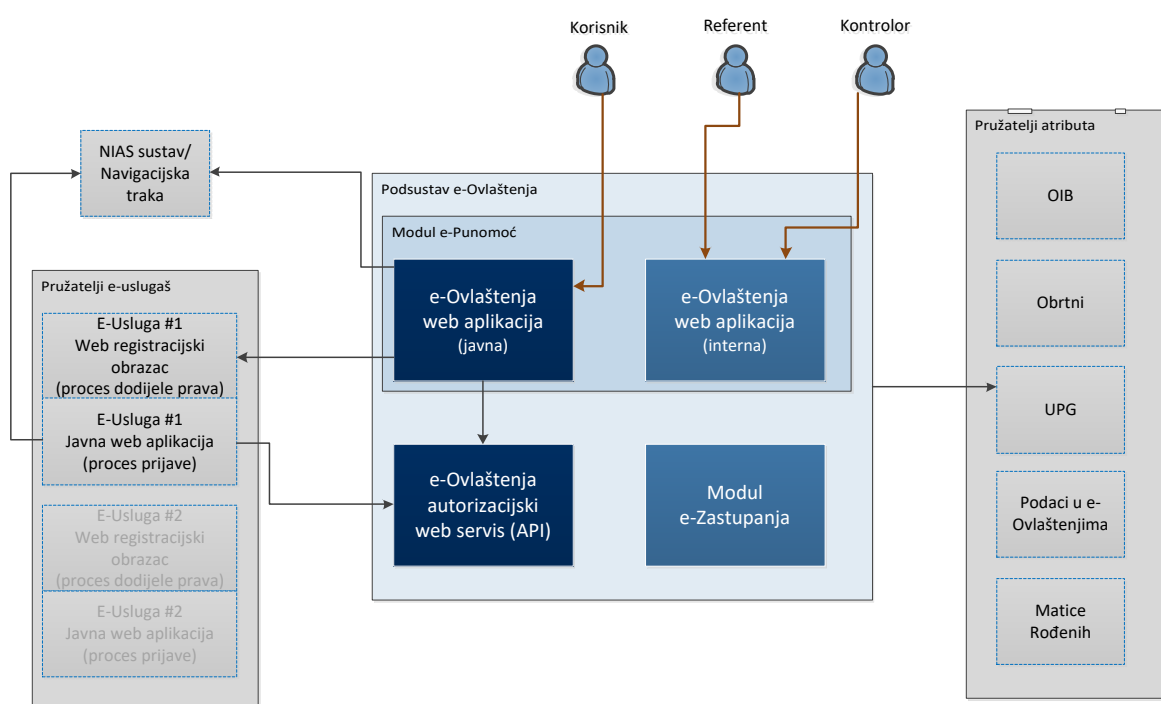 Korisnik
Referent
Kontrolor
NIAS sustav/
Navigacijska
traka
Pružatelji e-uslugaš
E-Usluga #1
Web registracijski
obrazac
(proces dodijele prava)
E-Usluga #1
Javna web aplikacija
(proces prijave)
E-Usluga #2
Web registracijski
obrazac
(proces dodijele prava)
E-Usluga #2
Javna web aplikacija
(proces prijave)
Podsustav e-Ovlaštenja
Modul e-Punomoć
e-Ovlaštenja
web aplikacija
(javna)
e-Ovlaštenja
web aplikacija
(interna)
e-Ovlaštenja
autorizacijski
web servis (API)
Modul
e-Zastupanja
Pružatelji atributa
OIB
Obrtni
UPG
Podaci u e-
Ovlaštenjima
Matice
Rođenih